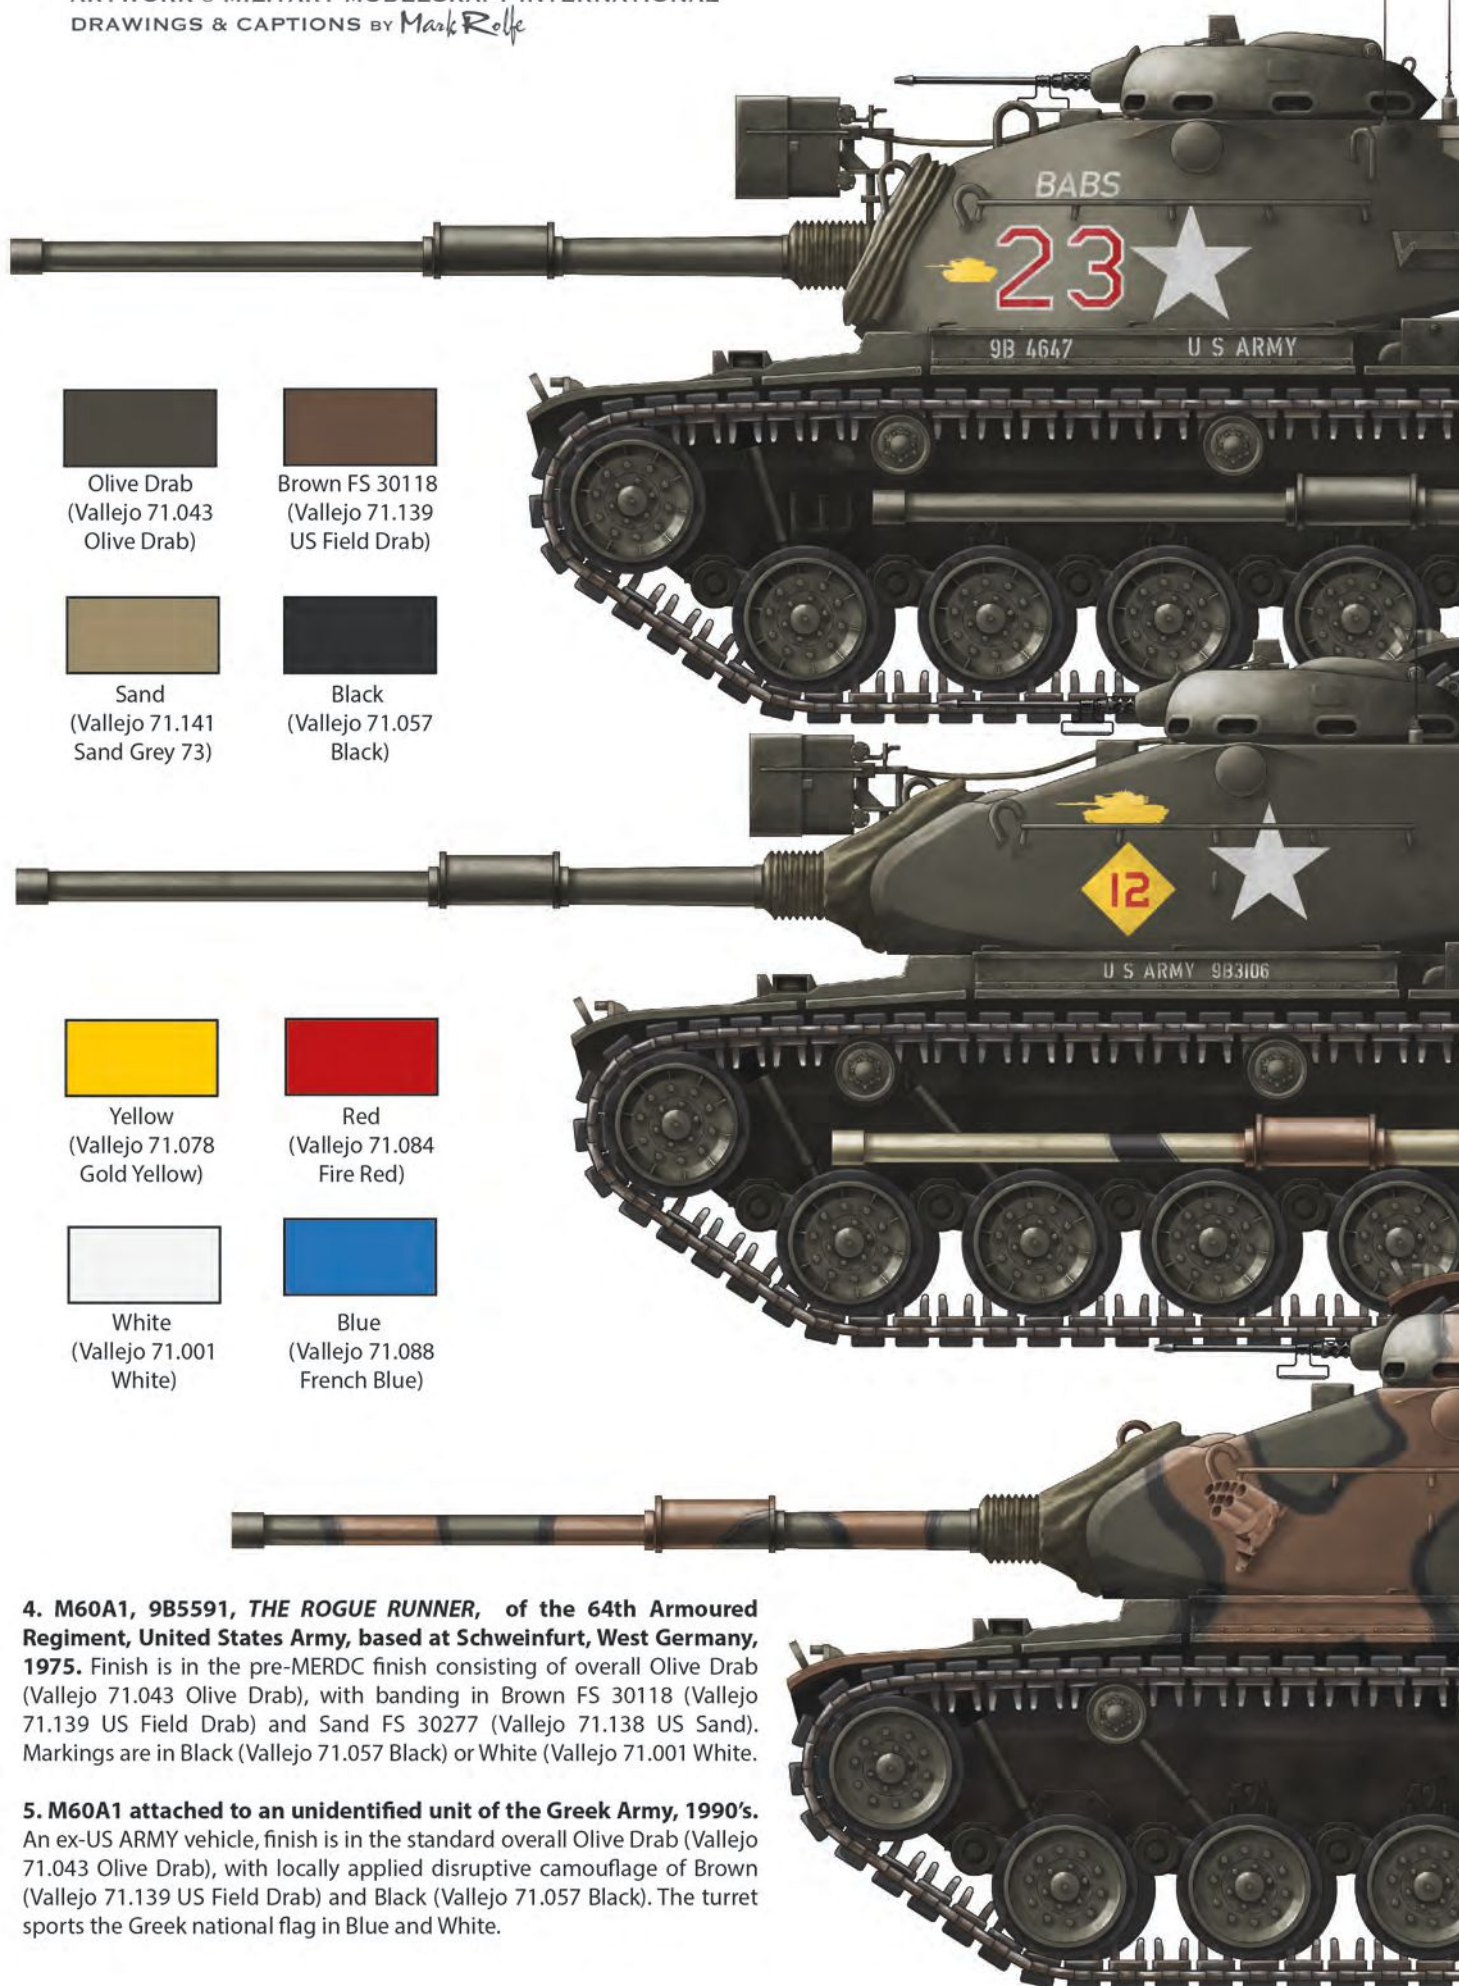 ARTWORK © MILITARY MODELCRAFT INTERNATIONAL
DRAWINGS & CAPTIONS BY Mark Rolfe
BABS
23
9B 4647 U S ARMY
Olive Drab
(Vallejo 71.043
Olive Drab)
Brown FS 30118
(Vallejo 71.139
US Field Drab)
Sand
(Vallejo 71.141
Sand Grey 73)
Black
(Vallejo 71.057
Black)
12
U S ARMY 9B3106
Yellow
(Vallejo 71.078
Gold Yellow)
Red
(Vallejo 71.084
Fire Red)
White
(Vallejo 71.001
White)
Blue
(Vallejo 71.088
French Blue)
4. M60A1, 9B5591, THE ROGUE RUNNER, of the 64th Armoured
Regiment, United States Army, based at Schweinfurt, West Germany,
1975. Finish is in the pre-MERDC finish consisting of overall Olive Drab
(Vallejo 71.043 Olive Drab), with banding in Brown FS 30118 (Vallejo
71.139 US Field Drab) and Sand FS 30277 (Vallejo 71.138 US Sand).
Markings are in Black (Vallejo 71.057 Black) or White (Vallejo 71.001 White.
5. M60A1 attached to an unidentified unit of the Greek Army, 1990's.
An ex-US ARMY vehicle, finish is in the standard overall Olive Drab (Vallejo
71.043 Olive Drab), with locally applied disruptive camouflage of Brown
(Vallejo 71.139 US Field Drab) and Black (Vallejo 71.057 Black). The turret
sports the Greek national flag in Blue and White.